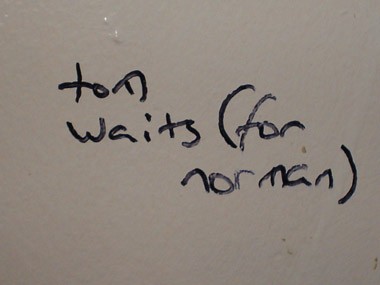 tom
waits (for
norman)